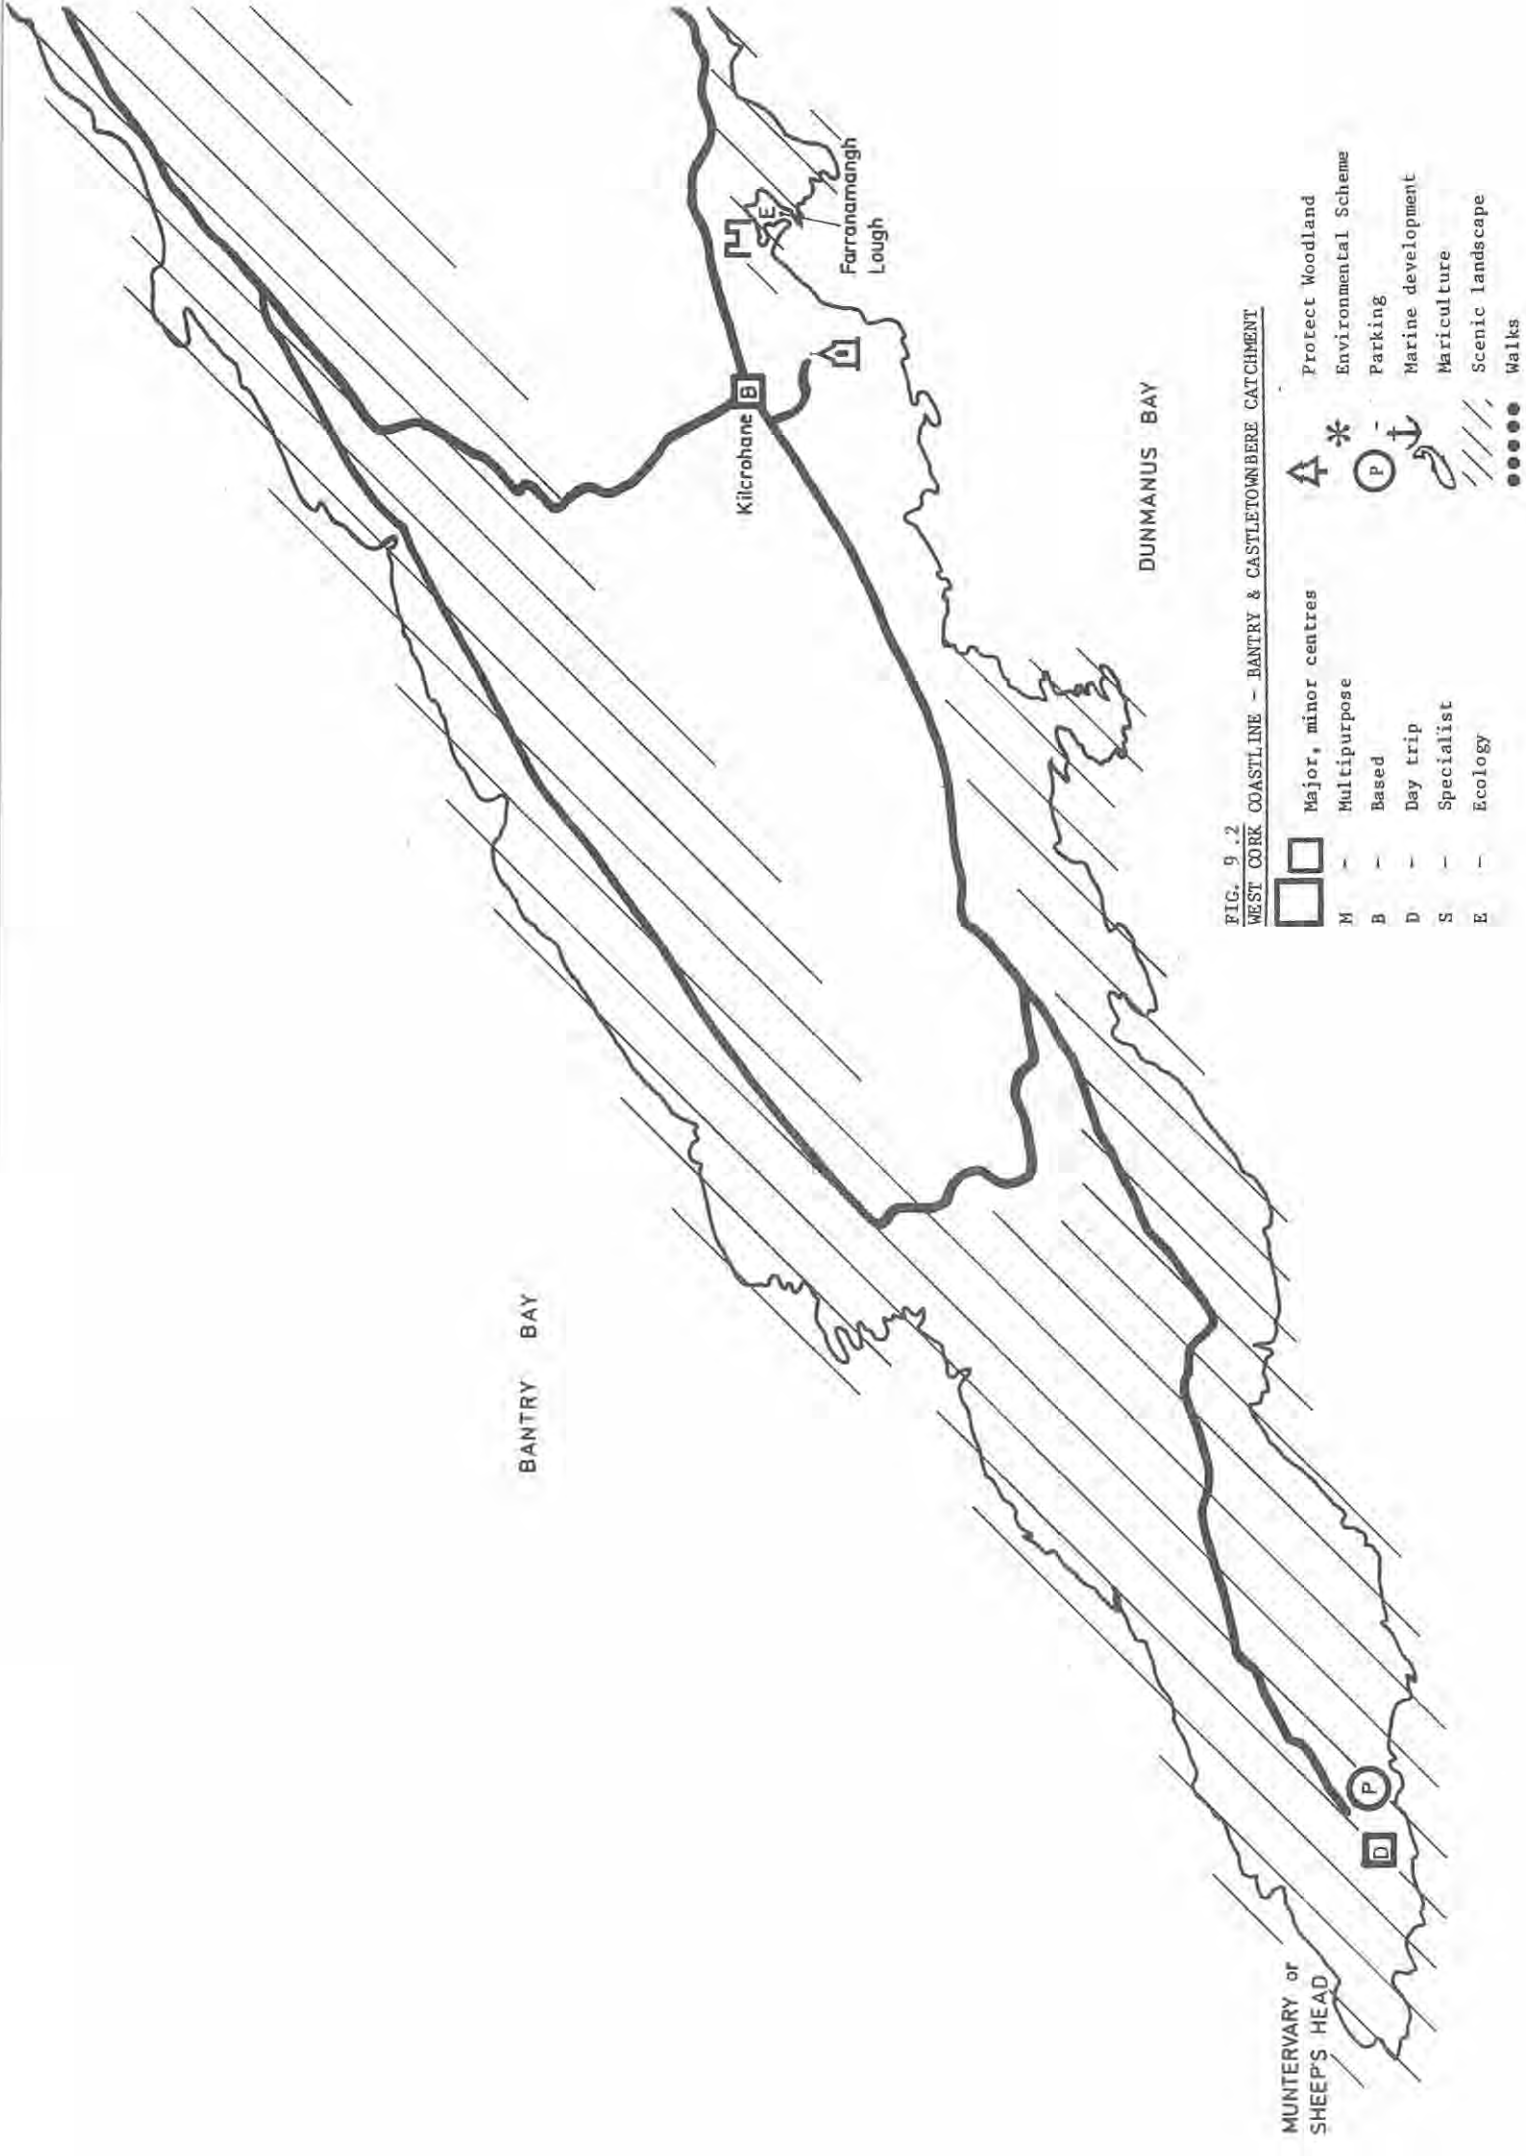 BANTRY BAY
Kilcrohane
B
E
Farranamangh
Lough
DUNMANUS BAY
MUNTERVARY or
SHEEP'S HEAD
D
P
FIG. 9.2
WEST CORK COASTLINE - BANTRY & CASTLETOWNBERE CATCHMENT
Major, minor centres
M - Multipurpose
B - Based
D - Day trip
S - Specialist
E - Ecology
Protect Woodland
Environmental Scheme
P - Parking
Marine development
Mariculture
Scenic landscape
Walks